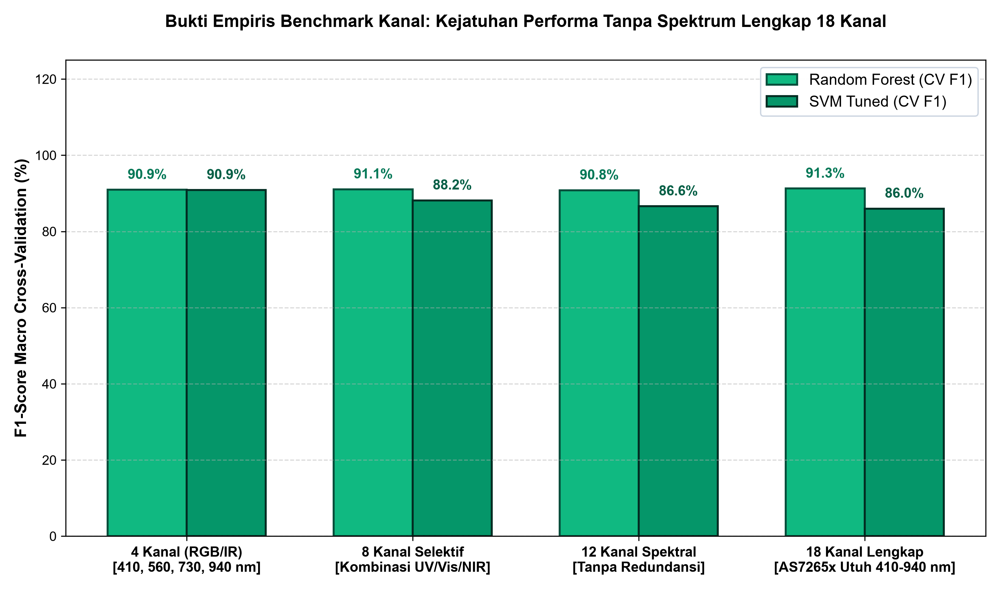 Bukti Empiris Benchmark Kanal: Kejatuhan Performa Tanpa Spektrum Lengkap 18 Kanal
Random Forest (CV F1)
SVM Tuned (CV F1)
F1-Score Macro Cross-Validation (%)
120
100
80
60
40
20
0
90.9%
90.9%
91.1%
88.2%
90.8%
86.6%
91.3%
86.0%
4 Kanal (RGB/IR)
[410, 560, 730, 940 nm]
8 Kanal Selektif
[Kombinasi UV/Vis/NIR]
12 Kanal Spektral
[Tanpa Redundansi]
18 Kanal Lengkap
[AS7265x Utuh 410-940 nm]